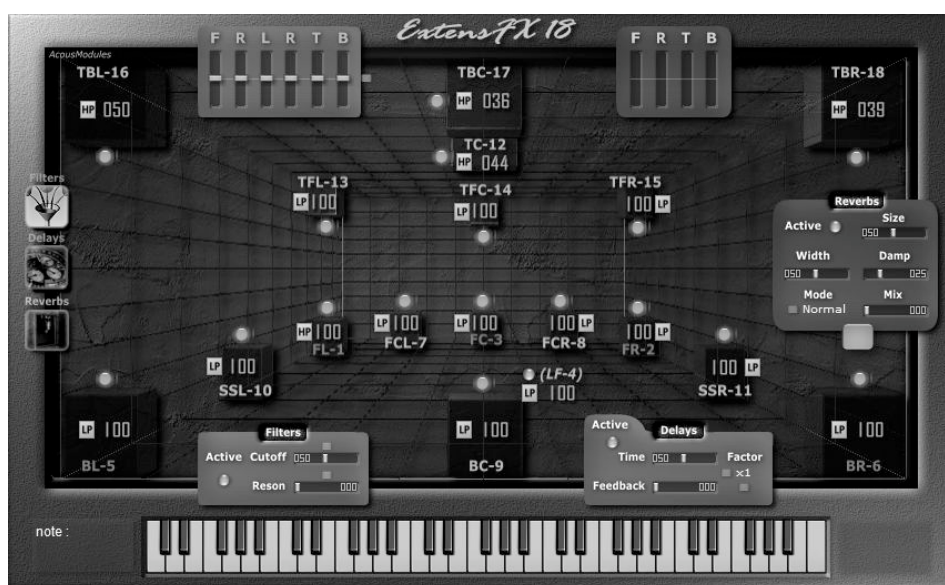 ExtensFX 18
AcousModules
F R L R T B
F R T B
TBL-16
TBC-17
TBR-18
HP 050
HP 036
HP 039
TC-12
HP 044
Filters
TFL-13
TFC-14
TFR-15
LP 100
LP 100
100 LP
Reverbs
Active
Size
050
Delays
Width
Damp
050
025
Reverbs
Mode
Mix
Normal
000
HP 100
LP 100
LP 100
100 LP
100 LP
FL-1
FCL-7
FC-3
FCR-8
FR-2
LP 100
100 LP
SSL-10
SSR-11
(LF-4)
LP 100
LP 100
LP 100
LP 100
BL-5
BC-9
BR-6
Filters
Active Cutoff 050
Reson 000
Active
Delays
Time 050
Factor
x1
Feedback 000
note :